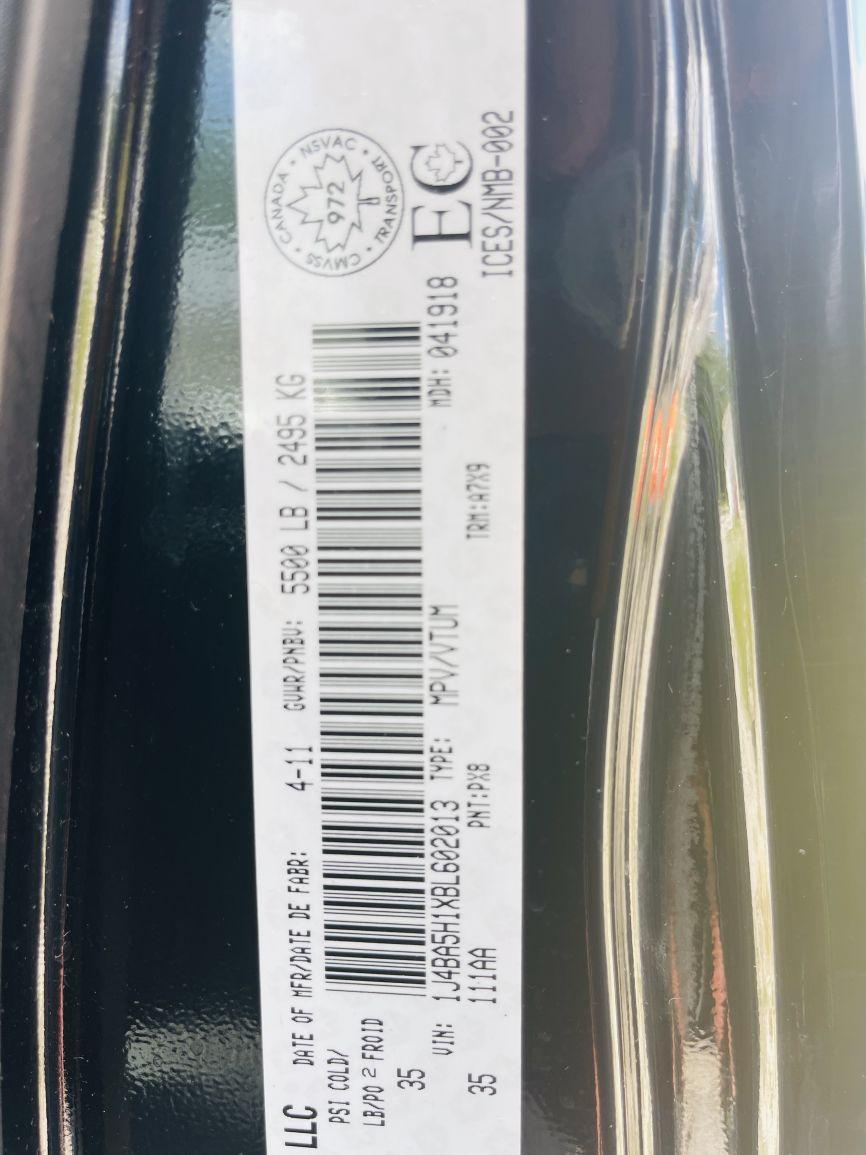 LLC DATE OF MFR/DATE DE FABR: 4-11 GVWR/PNBV: 5500 LB / 2495 KG
PSI COLD/
LB/PO 2 FROID
35
VIN: 1J4BA5H1XBL602013 TYPE: MPV/VTUM MDH: 041918
35 111AA PNT:PX8 TRM:A7X9
ICES/NMB-002
CMVSS • CANADA • NSVAC • TRANSPORT
972
EC